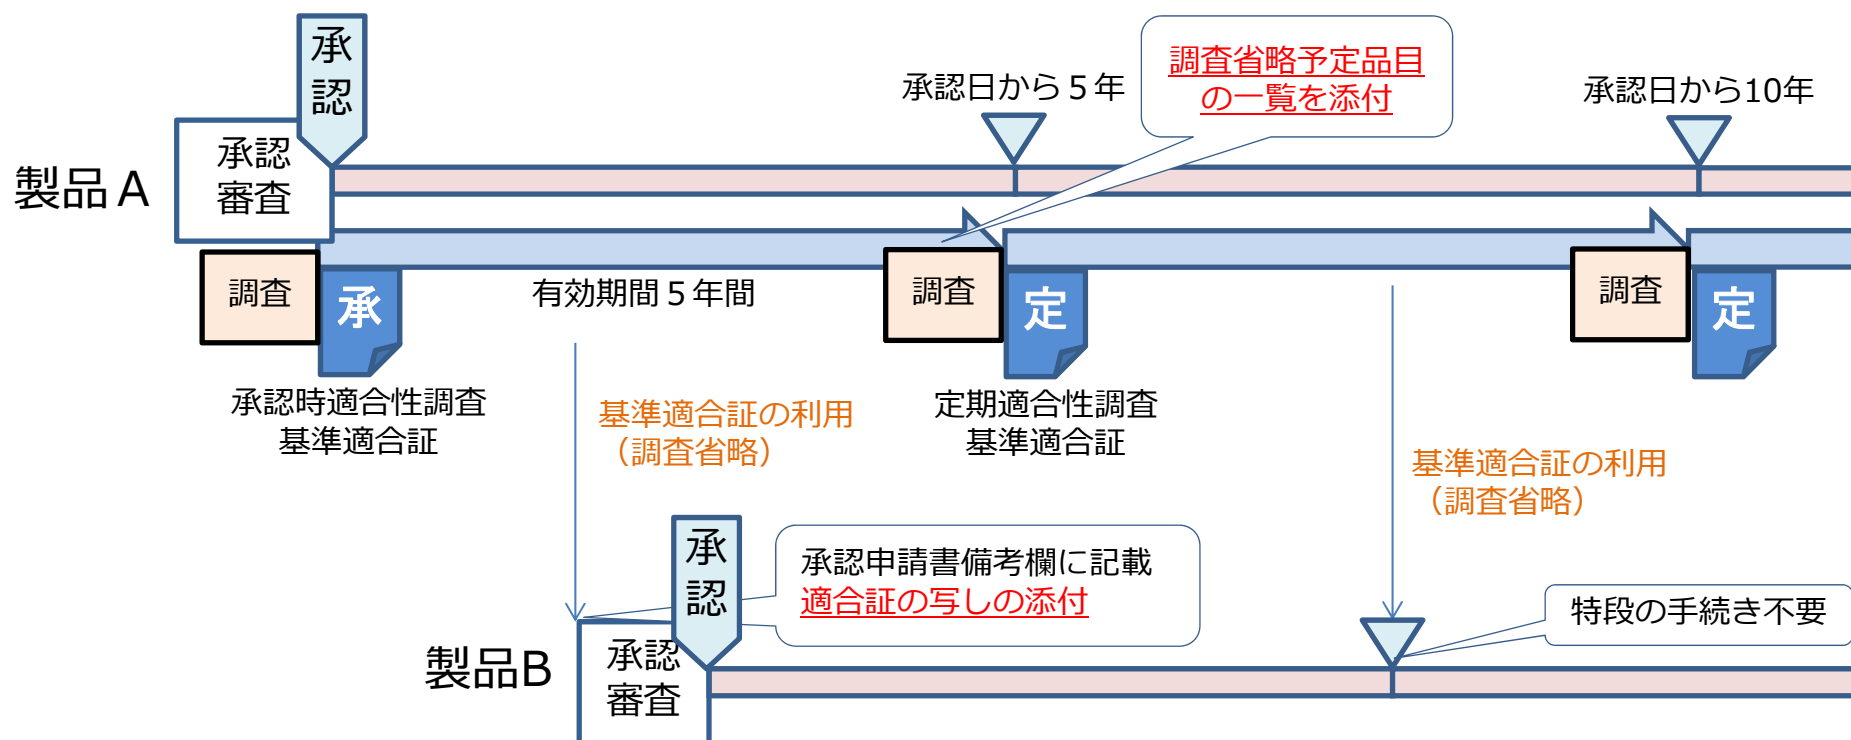 承
認
承認
審査
製品A
調査
承
承認時適合性調査
基準適合証
有効期間５年間
承認日から５年
調査省略予定品目
の一覧を添付
調査
定
定期適合性調査
基準適合証
承認日から10年
調査
定
基準適合証の利用
（調査省略）
基準適合証の利用
（調査省略）
製品B
承認
審査
承
認
承認申請書備考欄に記載
適合証の写しの添付
特段の手続き不要